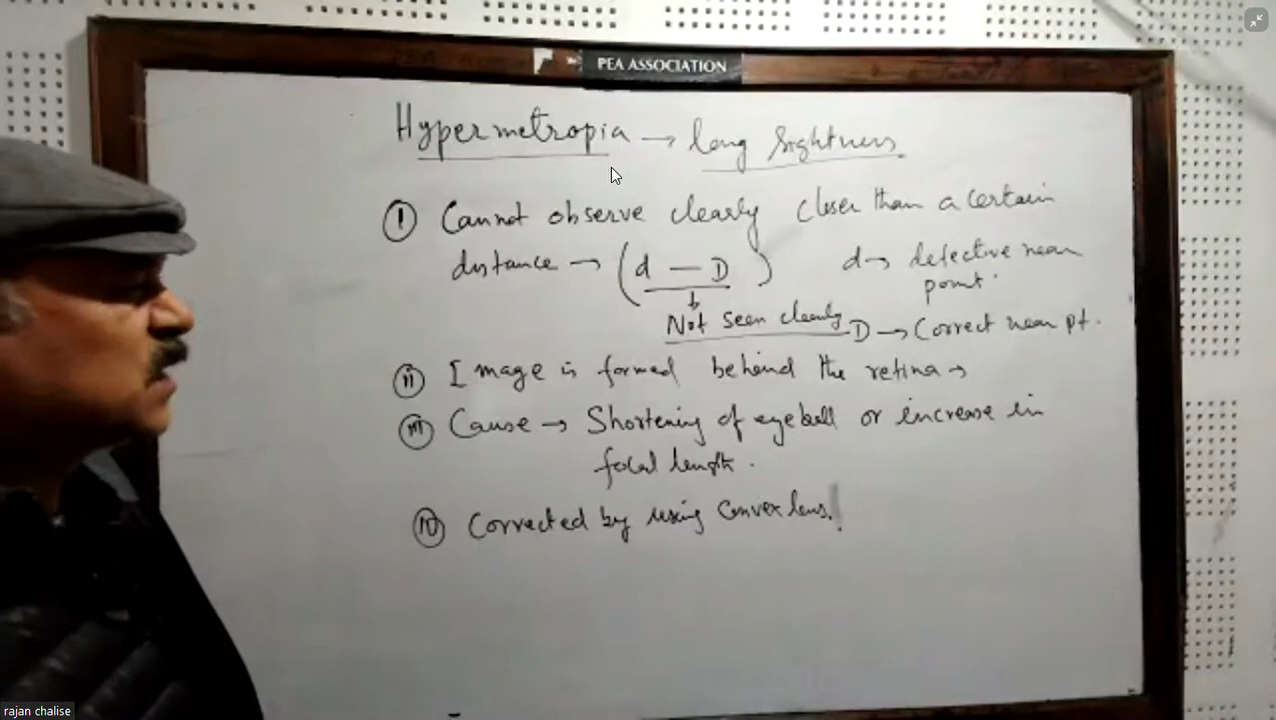 PEA ASSOCIATION
Hypermetropia → long Sightness
(I) Cannot observe clearly closer than a certain
distance → (d — D) d → defective near
point.
Not seen clearly D → Correct near pt.
(II) Image is formed behind the retina →
(III) Cause → Shortening of eyeball or increase in
focal length.
(IV) Corrected by using Convex lens.
rajan chalise